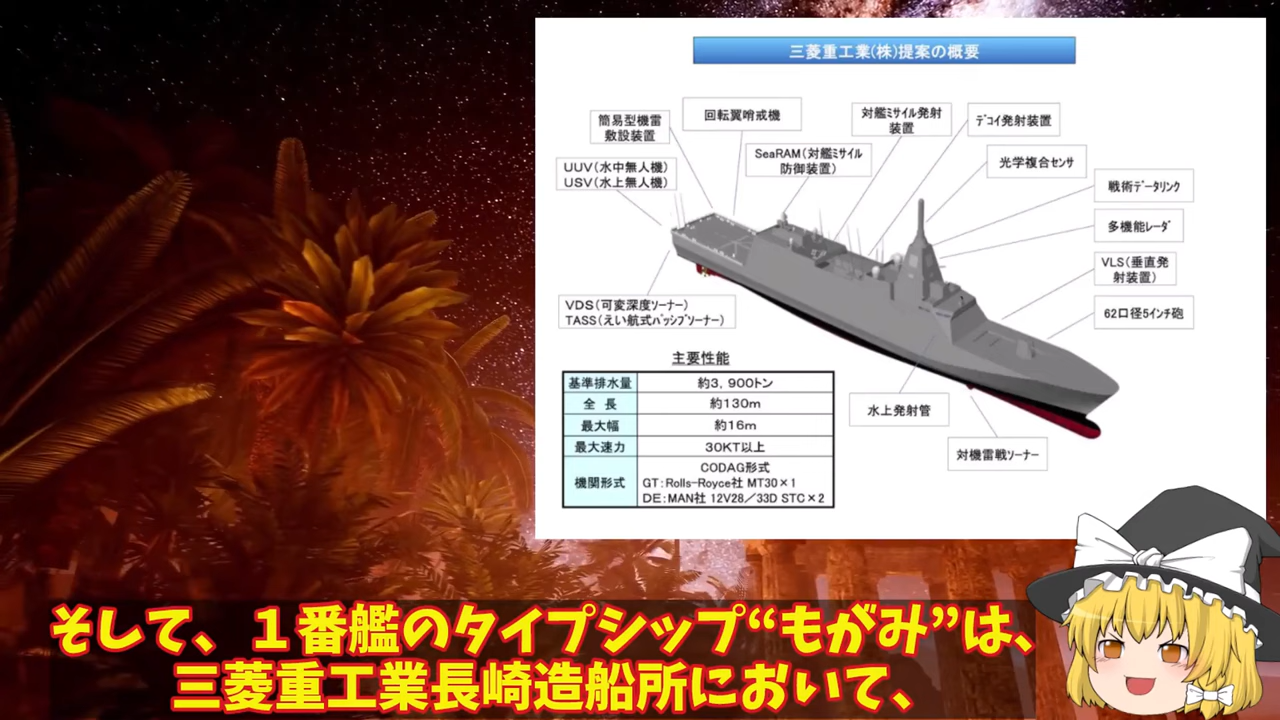 三菱重工業(株)提案の概要
簡易型機雷
敷設装置
回転翼哨戒機
対艦ﾐｻｲﾙ発射
装置
ﾃﾞｺｲ発射装置
UUV(水中無人機)
USV(水上無人機)
SeaRAM(対艦ﾐｻｲﾙ
防御装置)
光学複合ｾﾝｻ
戦術ﾃﾞｰﾀﾘﾝｸ
多機能ﾚｰﾀﾞ
VLS(垂直発
射装置)
62口径5ｲﾝﾁ砲
VDS(可変深度ｿｰﾅｰ)
TASS(えい航式ﾊﾟｯｼﾌﾞｿｰﾅｰ)
水上発射管
対機雷戦ｿｰﾅｰ
主要性能
基準排水量 約3,900トン
全 長 約130m
最大幅 約16m
最大速力 30KT以上
機関形式 CODAG形式
GT:Rolls-Royce社 MT30×1
DE:MAN社 12V28/33D STC×2
そして、1番艦のタイプシップ“もがみ”は、
三菱重工業長崎造船所において、